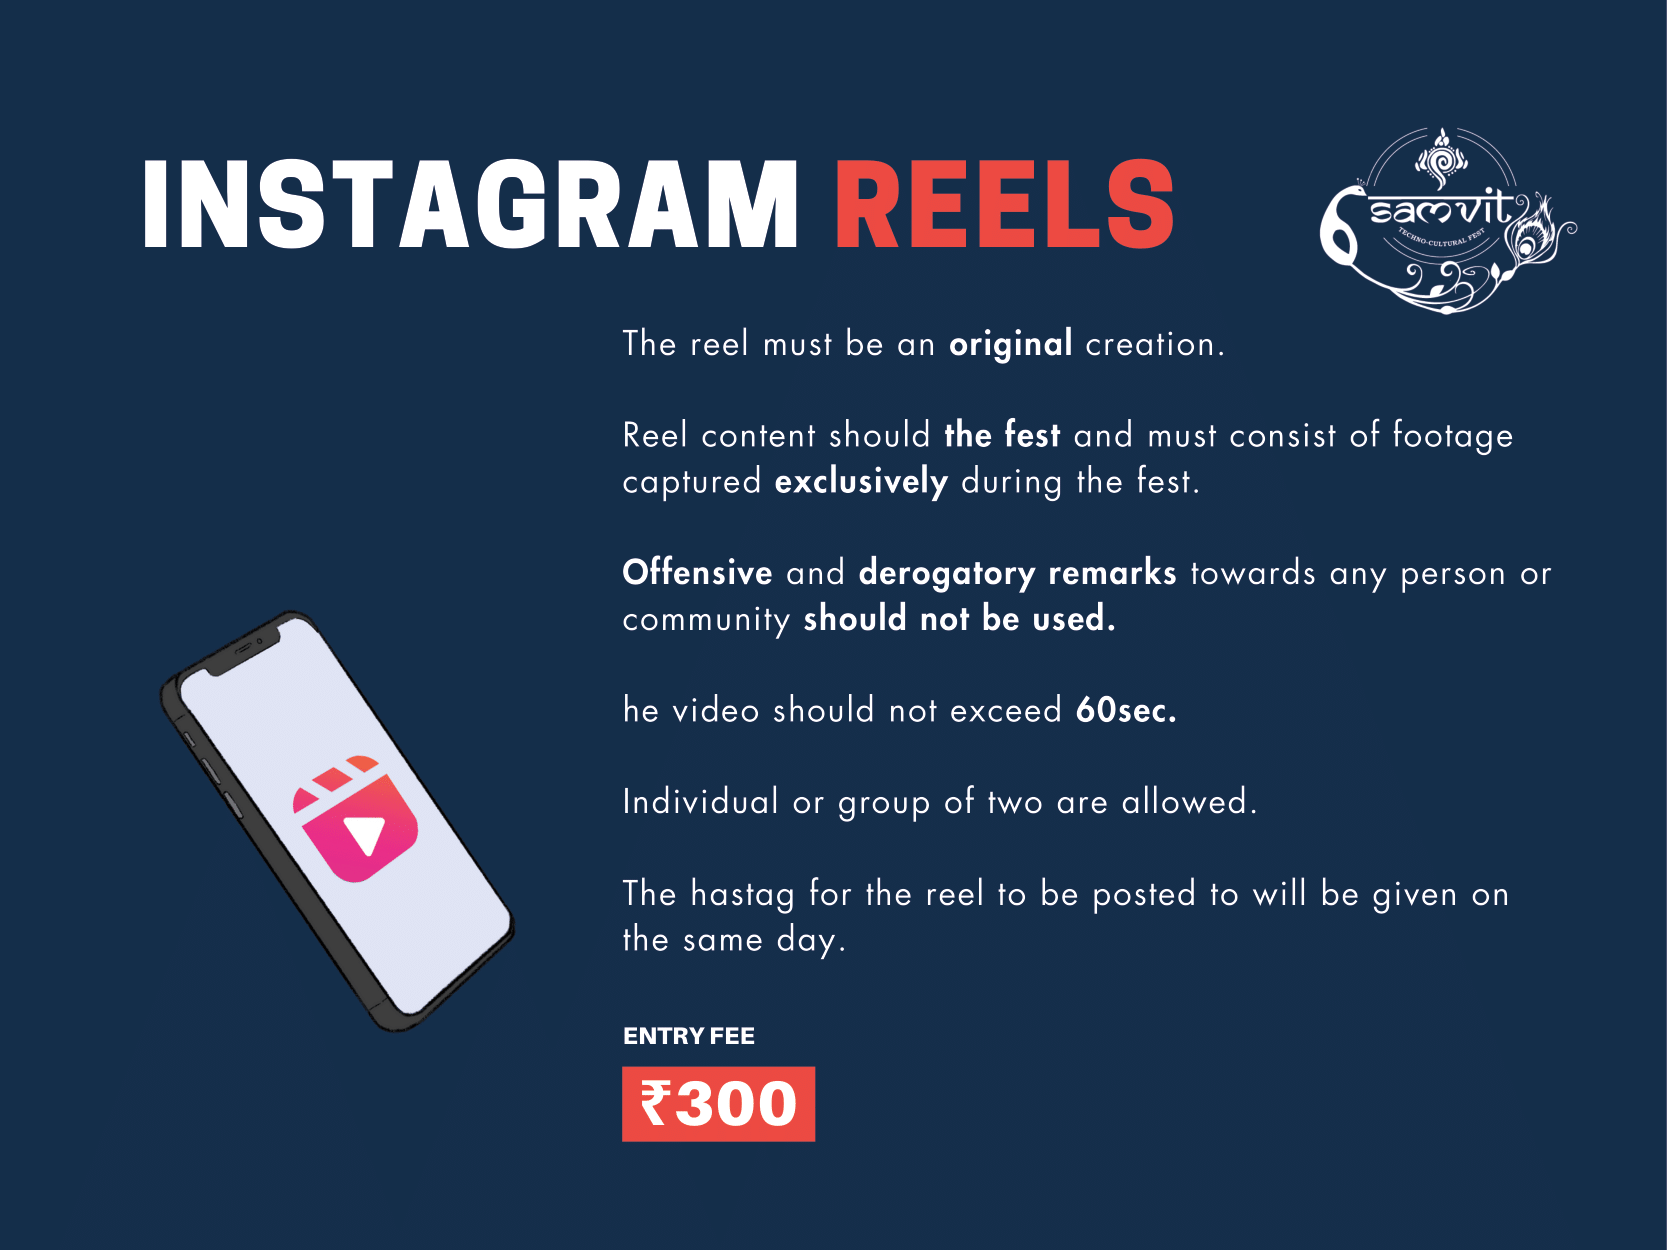 INSTAGRAM REELS
samvit
TECHNO-CULTURAL FEST
The reel must be an original creation.
Reel content should the fest and must consist of footage
captured exclusively during the fest.
Offensive and derogatory remarks towards any person or
community should not be used.
he video should not exceed 60sec.
Individual or group of two are allowed.
The hastag for the reel to be posted to will be given on
the same day.
ENTRY FEE
₹300